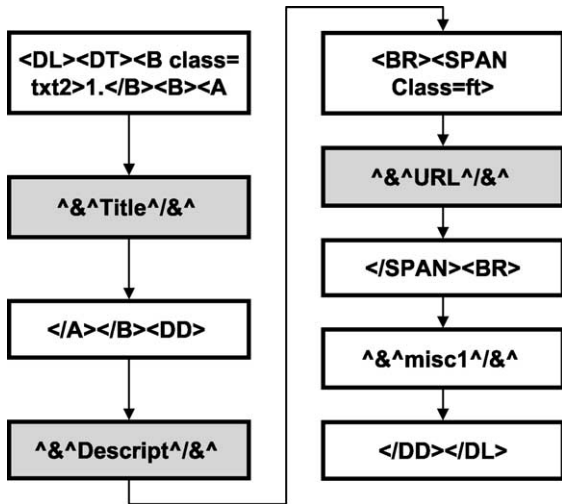 <DL><DT><B class=
txt2>1.</B><B><A
^&^Title^/&^
</A></B><DD>
^&^Descript^/&^
<BR><SPAN
Class=ft>
^&^URL^/&^
</SPAN><BR>
^&^misc1^/&^
</DD></DL>